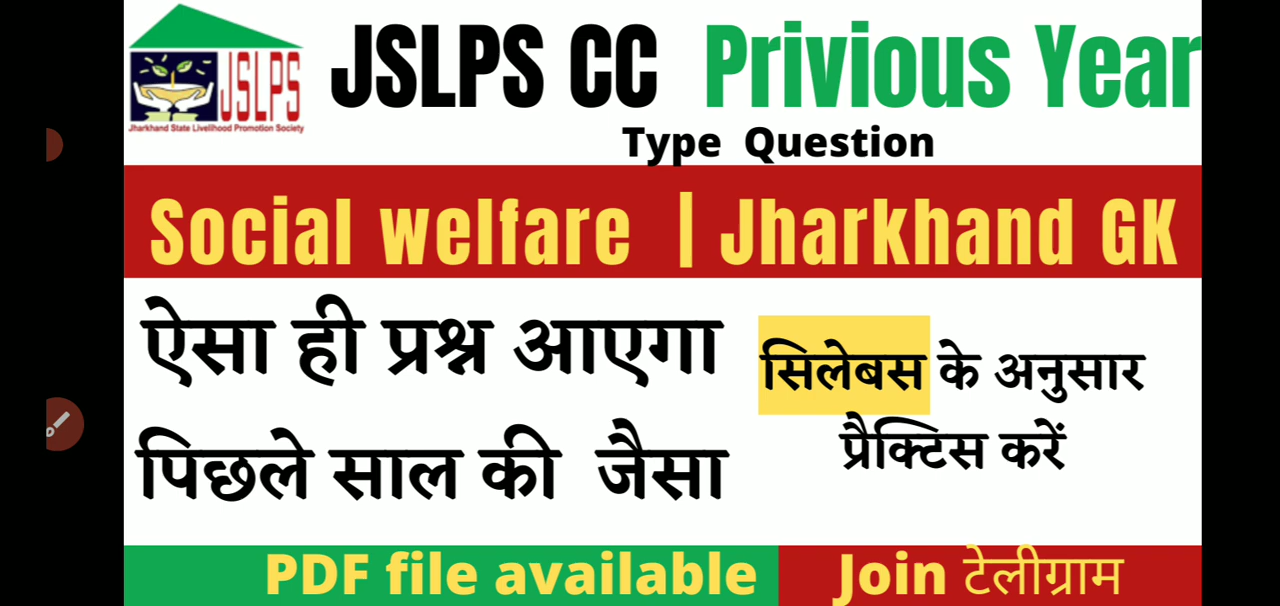 JSLPS
Jharkhand State Livelihood Promotion Society
JSLPS CC Privious Year
Type Question
Social welfare | Jharkhand GK
ऐसा ही प्रश्न आएगा
पिछले साल की जैसा
सिलेबस के अनुसार
प्रैक्टिस करें
PDF file available
Join टेलीग्राम